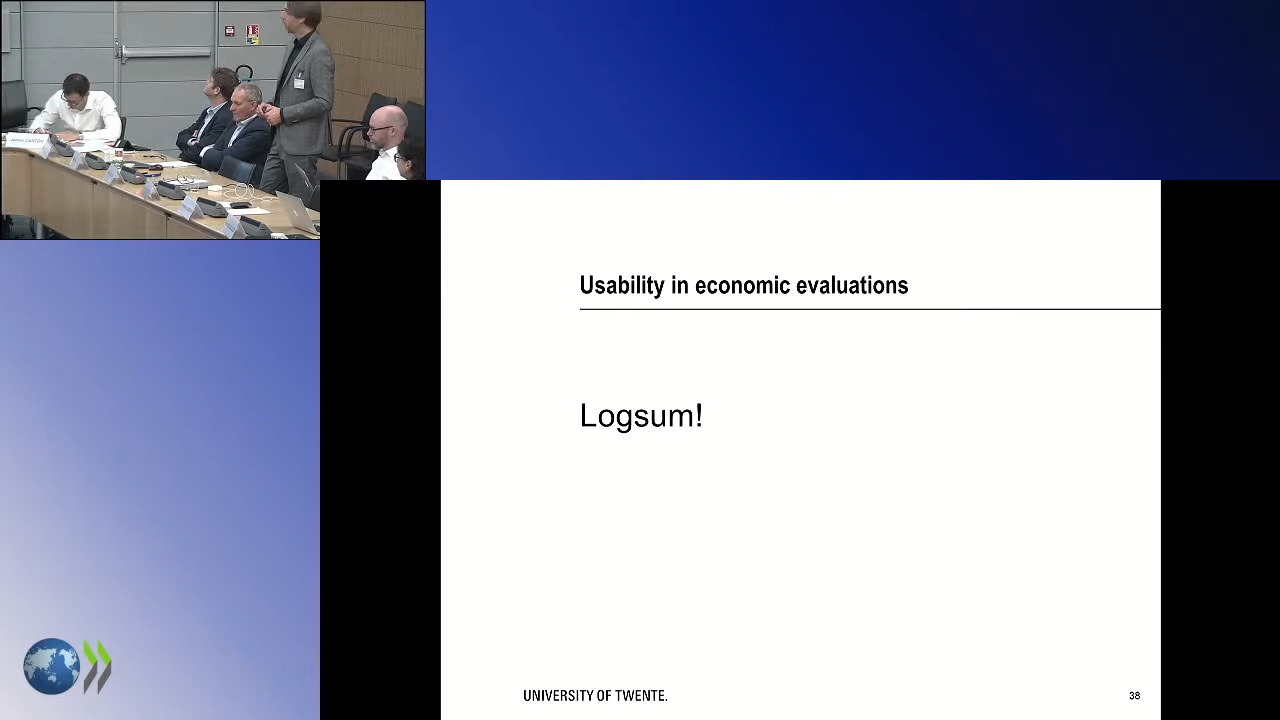 Usability in economic evaluations
Logsum!
UNIVERSITY OF TWENTE.
38